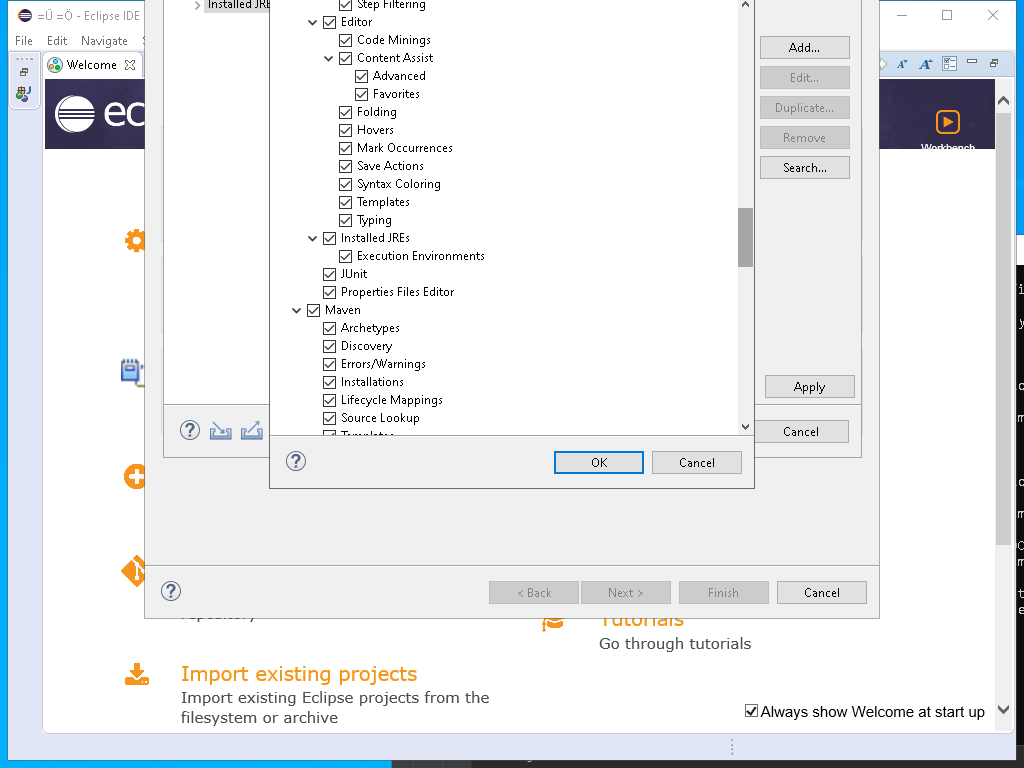 =Ü =Ö - Eclipse IDE
File Edit Navigate
Welcome
ec
Workbench
Installed JRE
Step Filtering
Editor
Code Minings
Content Assist
Advanced
Favorites
Folding
Hovers
Mark Occurrences
Save Actions
Syntax Coloring
Templates
Typing
Installed JREs
Execution Environments
JUnit
Properties Files Editor
Maven
Archetypes
Discovery
Errors/Warnings
Installations
Lifecycle Mappings
Source Lookup
Templates
OK
Cancel
Add...
Edit...
Duplicate...
Remove
Search...
Apply
Cancel
< Back
Next >
Finish
Cancel
repository
Tutorials
Go through tutorials
Import existing projects
Import existing Eclipse projects from the
filesystem or archive
Always show Welcome at start up